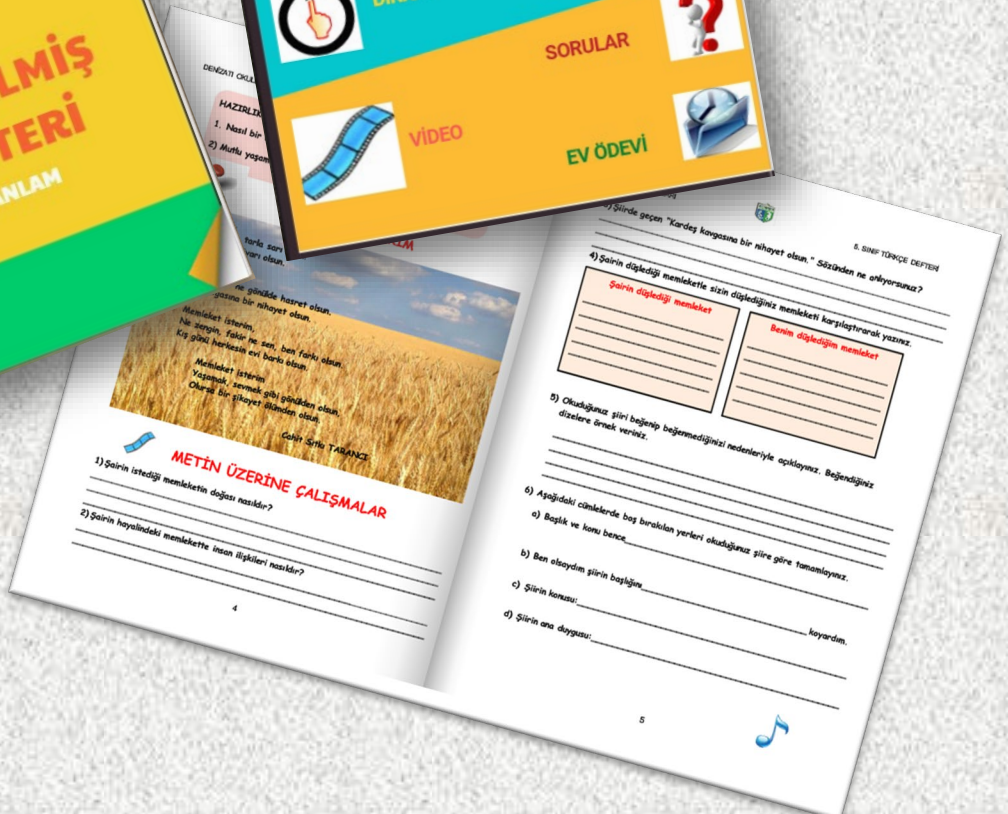 LMİŞ
TERİ
ANLAM
SORULAR
VİDEO
EV ÖDEVİ
DENİZATI OKUL
HAZIRLIK
1. Nasıl bir
2) Mutlu yaşam
tarla sarı
olsun.
ne gönülde hasret olsun.
gasına bir nihayet olsun.
Memleket isterim,
Ne zengin, fakir ne sen, ben farkı olsun.
Kış günü herkesin evi barkı olsun.
Memleket isterim
Yaşamak, sevmek gibi gönülden olsun,
Olursa bir şikayet ölümden olsun.
Cahit Sıtkı TARANCI
METİN ÜZERİNE ÇALIŞMALAR
1) Şairin istediği memleketin doğası nasıldır?
2) Şairin hayalindeki memlekette insan ilişkileri nasıldır?
4
5. SINIF TÜRKÇE DEFTERİ
Şiirde geçen "Kardeş kavgasına bir nihayet olsun." Sözünden ne anlıyorsunuz?
4) Şairin düşlediği memleketle sizin düşlediğiniz memleketi karşılaştırarak yazınız.
Şairin düşlediği memleket
Benim düşlediğim memleket
5) Okuduğunuz şiiri beğenip beğenmediğinizi nedenleriyle açıklayınız. Beğendiğiniz
dizelere örnek veriniz.
6) Aşağıdaki cümlelerde boş bırakılan yerleri okuduğunuz şiire göre tamamlayınız.
a) Başlık ve konu bence
b) Ben olsaydım şiirin başlığını koyardım.
c) Şiirin konusu:
d) Şiirin ana duygusu:
5